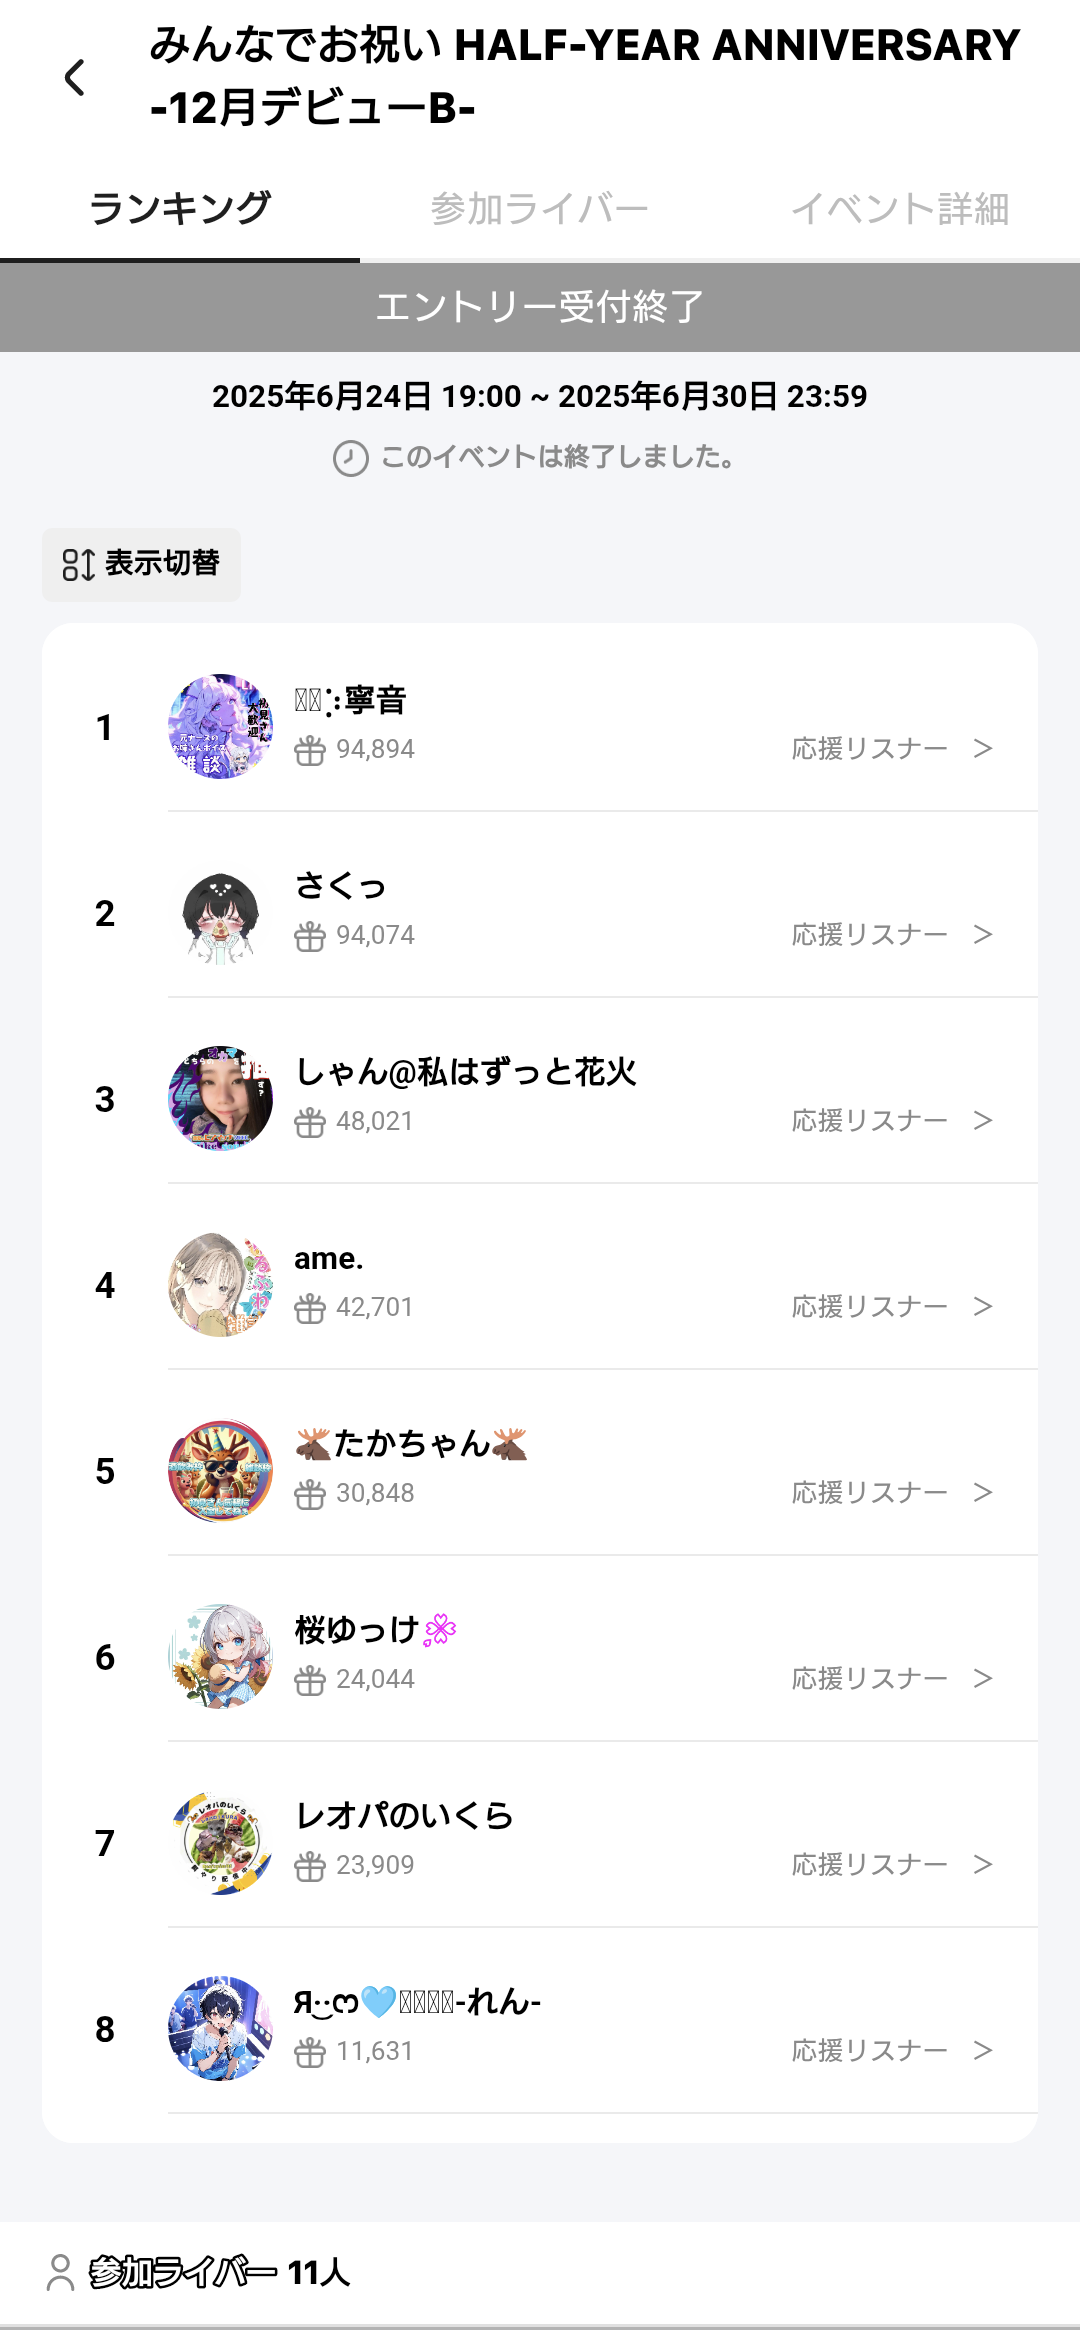 みんなでお祝い HALF-YEAR ANNIVERSARY
-12月デビューB-
ランキング
参加ライバー
イベント詳細
エントリー受付終了
2025年6月24日 19:00 ~ 2025年6月30日 23:59
このイベントは終了しました。
表示切替
1
寧音
94,894
応援リスナー >
2
さくっ
94,074
応援リスナー >
3
しゃん@私はずっと花火
48,021
応援リスナー >
4
ame.
42,701
応援リスナー >
5
🫎たかちゃん🫎
30,848
応援リスナー >
6
桜ゆっけ
24,044
応援リスナー >
7
レオパのいくら
23,909
応援リスナー >
8
-れん-
11,631
応援リスナー >
参加ライバー 11人